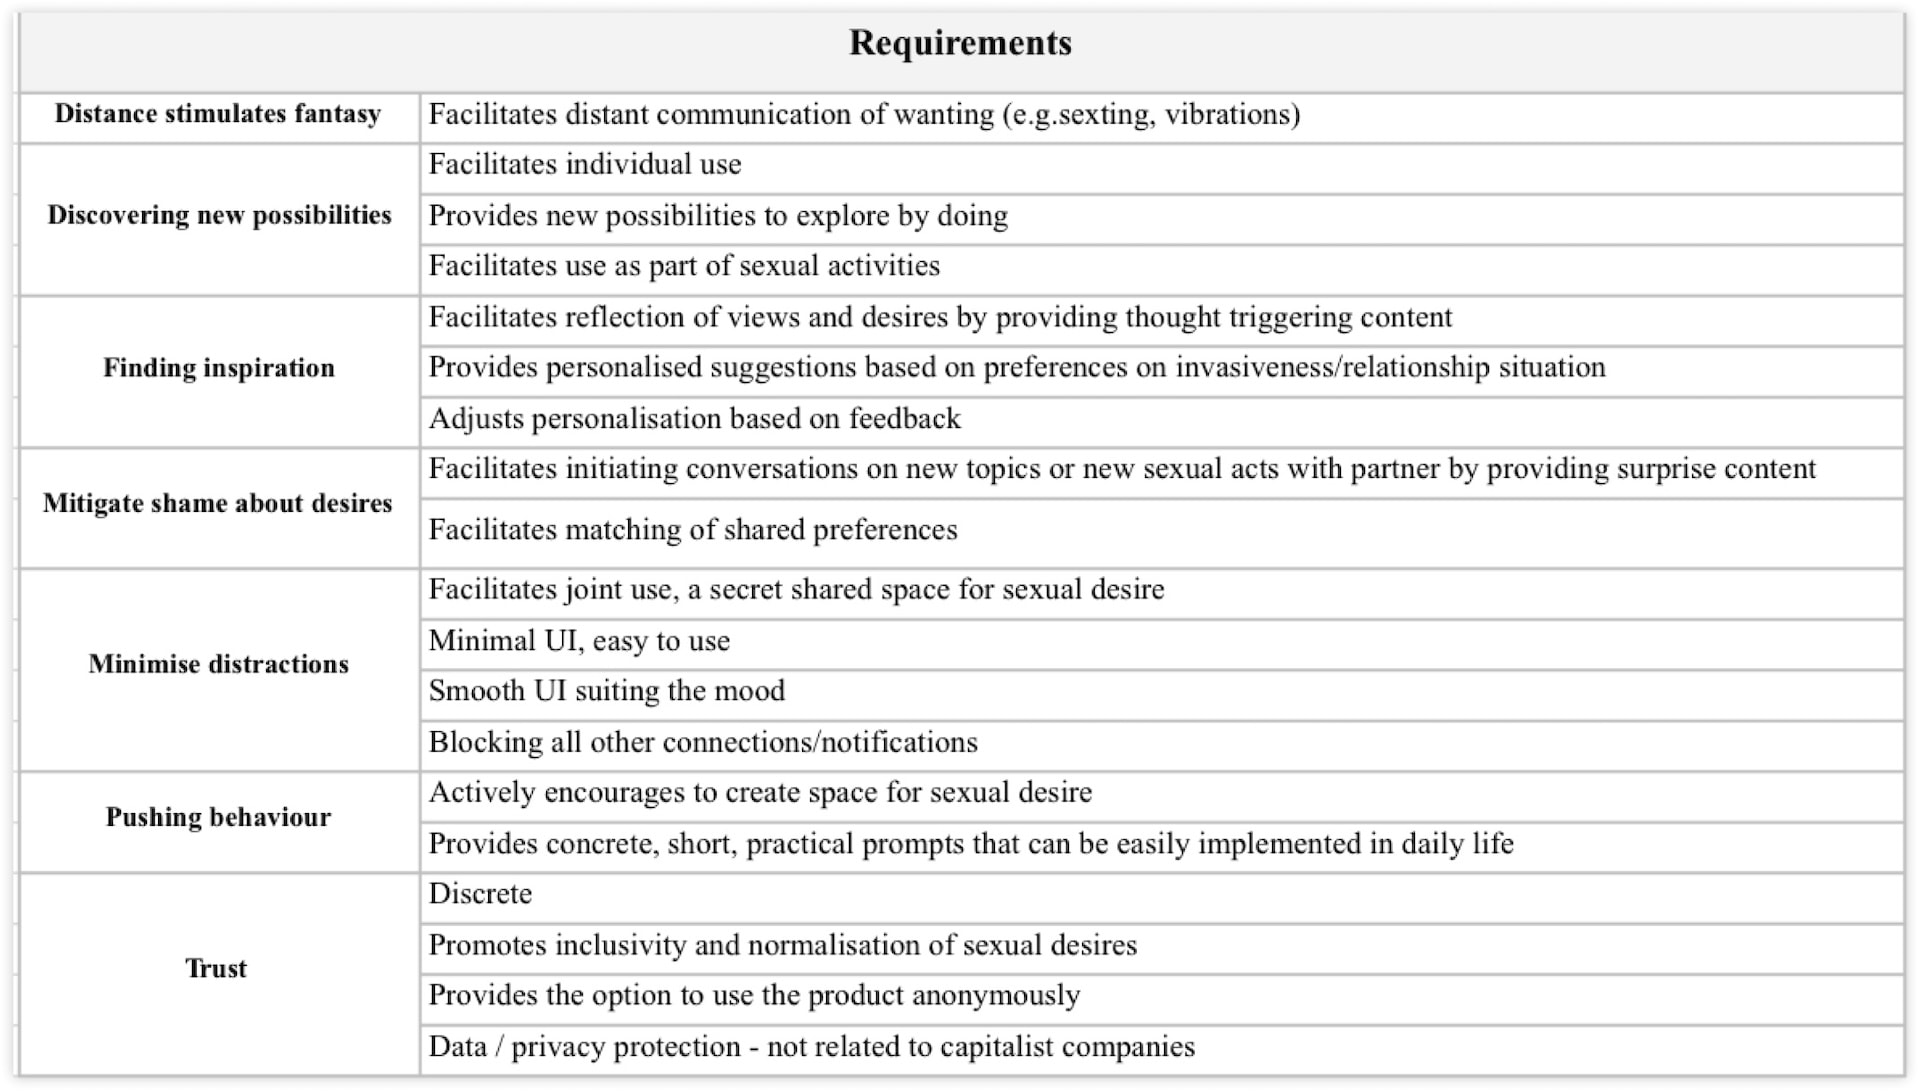 Requirements
Distance stimulates fantasy
Facilitates distant communication of wanting (e.g.sexting, vibrations)
Discovering new possibilities
Facilitates individual use
Provides new possibilities to explore by doing
Facilitates use as part of sexual activities
Finding inspiration
Facilitates reflection of views and desires by providing thought triggering content
Provides personalised suggestions based on preferences on invasiveness/relationship situation
Adjusts personalisation based on feedback
Mitigate shame about desires
Facilitates initiating conversations on new topics or new sexual acts with partner by providing surprise content
Facilitates matching of shared preferences
Minimise distractions
Facilitates joint use, a secret shared space for sexual desire
Minimal UI, easy to use
Smooth UI suiting the mood
Blocking all other connections/notifications
Pushing behaviour
Actively encourages to create space for sexual desire
Provides concrete, short, practical prompts that can be easily implemented in daily life
Trust
Discrete
Promotes inclusivity and normalisation of sexual desires
Provides the option to use the product anonymously
Data / privacy protection - not related to capitalist companies